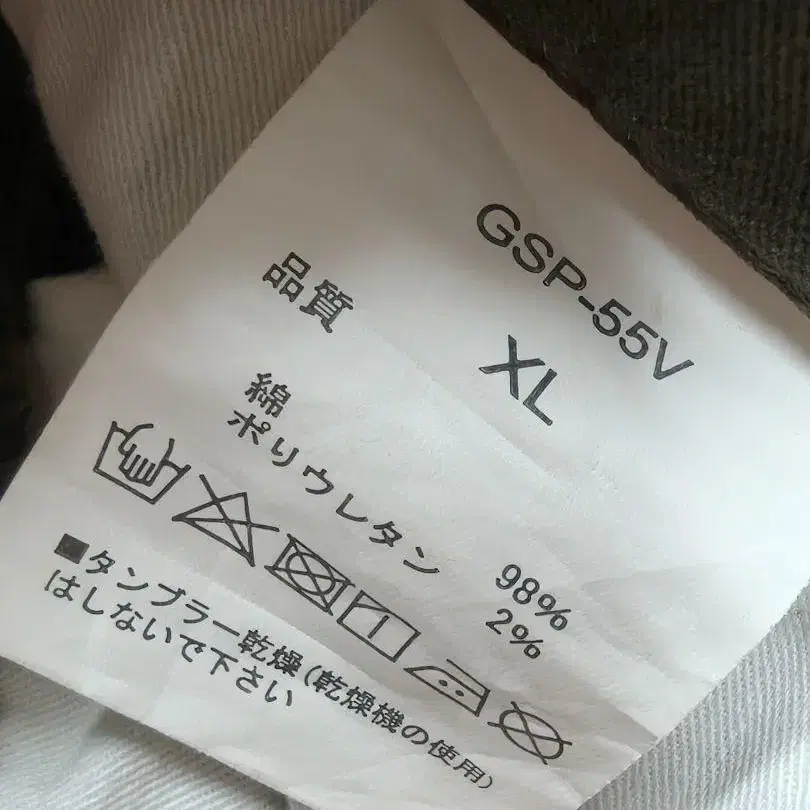 GSP-55V
XL
品質
綿 98%
ポリウレタン 2%
■タンブラー乾燥(乾燥機の使用)
はしないで下さい